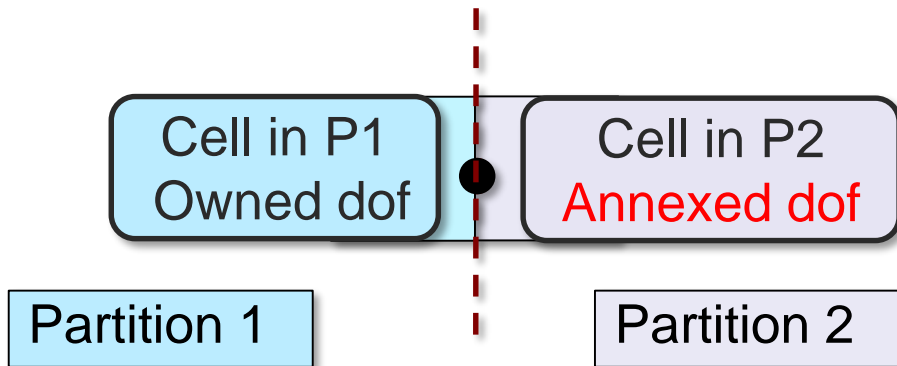 Cell in P1
Owned dof
Cell in P2
Annexed dof
Partition 1
Partition 2